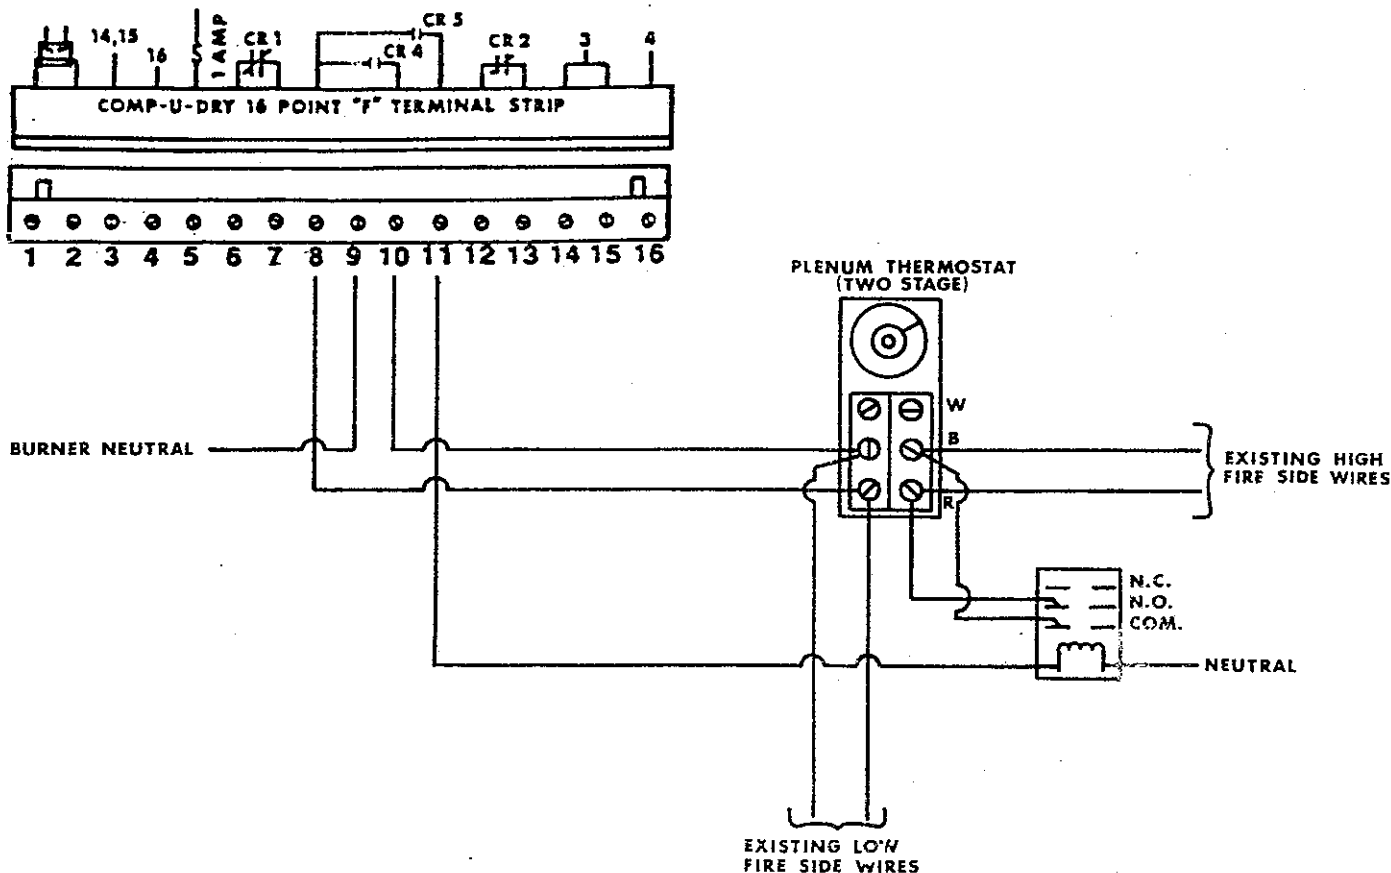 CR 5
14,15
16
1 AMP
CR 1
CR 4
CR 2
3
4
COMP-U-DRY 16 POINT "F" TERMINAL STRIP
1 2 3 4 5 6 7 8 9 10 11 12 13 14 15 16
PLENUM THERMOSTAT
(TWO STAGE)
W
B
R
BURNER NEUTRAL
EXISTING HIGH
FIRE SIDE WIRES
N.C.
N.O.
COM.
NEUTRAL
EXISTING LOW
FIRE SIDE WIRES